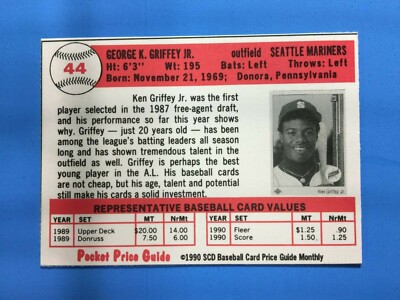 44
GEORGE K. GRIFFEY JR. outfield SEATTLE MARINERS
Ht: 6'3" Wt: 195 Bats: Left Throws: Left
Born: November 21, 1969; Donora, Pennsylvania
Ken Griffey Jr. was the first
player selected in the 1987
free-agent draft, and his
performance so far this year shows
why. Griffey — just 20 years old — has
been among the league's batting leaders all season
long and has shown tremendous talent in the
outfield as well. Griffey is perhaps the best
young player in the A.L. His baseball cards
are not cheap, but his age, talent and potential
still make his cards a solid investment.
Ken Griffey Jr.
REPRESENTATIVE BASEBALL CARD VALUES
YEAR SET MT NrMt YEAR SET MT NrMt
1989 Upper Deck $20.00 14.00 1990 Fleer $1.25 .90
1989 Donruss 7.50 6.00 1990 Score 1.50 1.25
Pocket Price Guide ©1990 SCD Baseball Card Price Guide Monthly